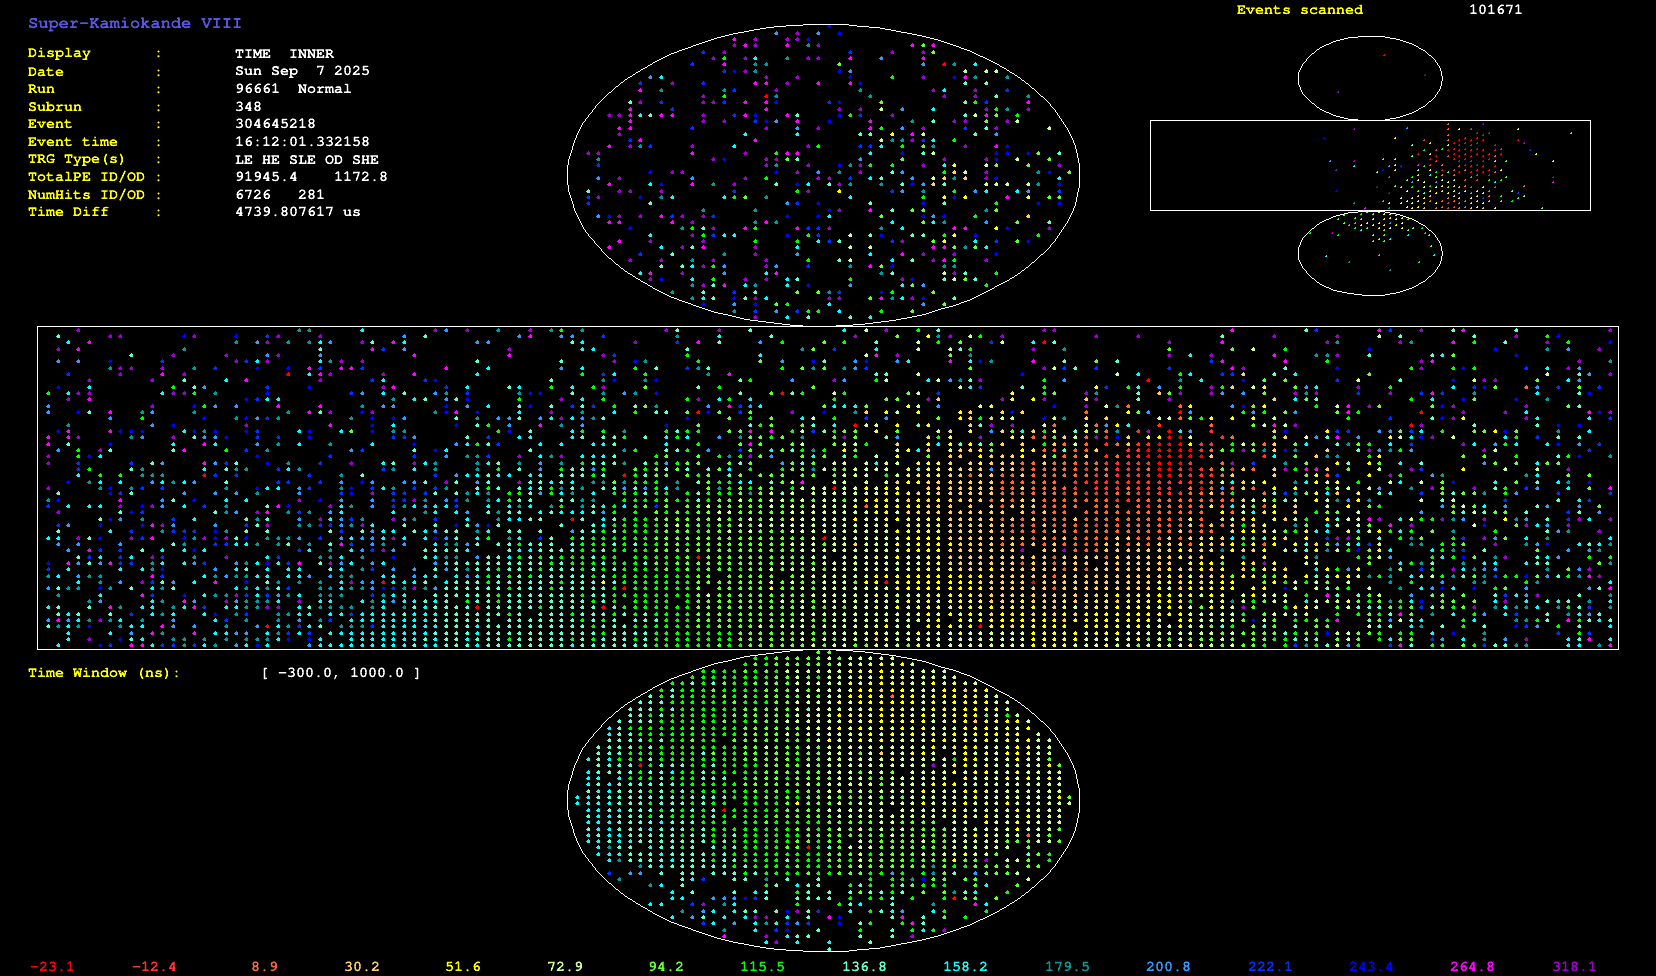 Super-Kamiokande VIII
Events scanned 101671
Display : TIME INNER
Date : Sun Sep 7 2025
Run : 96661 Normal
Subrun : 348
Event : 304645218
Event time : 16:12:01.332158
TRG Type(s) : LE HE SLE OD SHE
TotalPE ID/OD : 91945.4 1172.8
NumHits ID/OD : 6726 281
Time Diff : 4739.807617 us
Time Window (ns): [ -300.0, 1000.0 ]
-23.1 -12.4 8.9 30.2 51.6 72.9 94.2 115.5 136.8 158.2 179.5 200.8 222.1 243.4 264.8 318.1